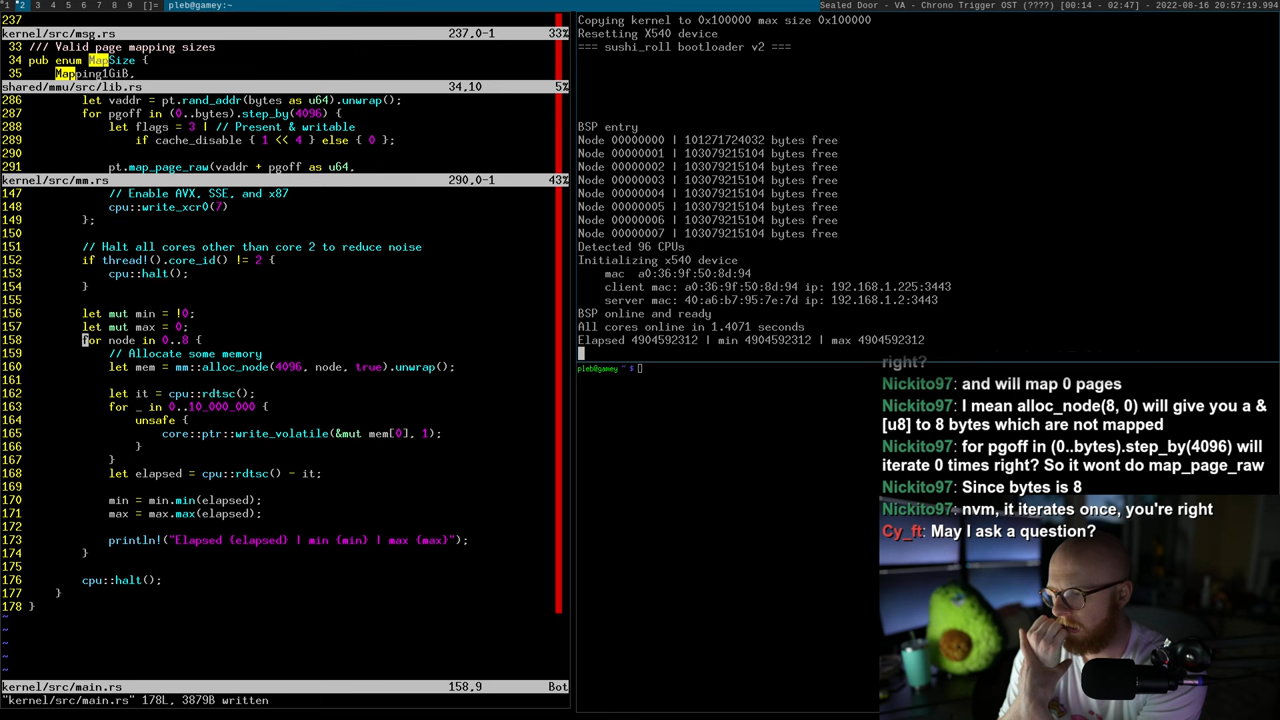 1 2 3 4 5 6 7 8 9 []= pleb@gamey:~
Sealed Door - VA - Chrono Trigger OST (????) [00:14 - 02:47] - 2022-08-16 20:57:19.994
237
kernel/src/msg.rs 237,0-1 33%
33 /// Valid page mapping sizes
34 pub enum MapSize {
35 Mapping1GiB,
shared/mmu/src/lib.rs 34,10 5%
286 let vaddr = pt.rand_addr(bytes as u64).unwrap();
287 for pgoff in (0..bytes).step_by(4096) {
288 let flags = 3 | // Present & writable
289 if cache_disable { 1 << 4 } else { 0 };
290
291 pt.map_page_raw(vaddr + pgoff as u64,
kernel/src/mm.rs 290,0-1 43%
147 // Enable AVX, SSE, and x87
148 cpu::write_xcr0(7)
149 };
150
151 // Halt all cores other than core 2 to reduce noise
152 if thread!().core_id() != 2 {
153 cpu::halt();
154 }
155
156 let mut min = !0;
157 let mut max = 0;
158 for node in 0..8 {
159 // Allocate some memory
160 let mem = mm::alloc_node(4096, node, true).unwrap();
161
162 let it = cpu::rdtsc();
163 for _ in 0..10_000_000 {
164 unsafe {
165 core::ptr::write_volatile(&mut mem[0], 1);
166 }
167 }
168 let elapsed = cpu::rdtsc() - it;
169
170 min = min.min(elapsed);
171 max = max.max(elapsed);
172
173 println!("Elapsed {elapsed} | min {min} | max {max}");
174 }
175
176 cpu::halt();
177 }
178 }
~
~
~
~
~
kernel/src/main.rs 158,9 Bot
"kernel/src/main.rs" 178L, 3879B written
Copying kernel to 0x100000 max size 0x100000
Resetting X540 device
=== sushi_roll bootloader v2 ===
BSP entry
Node 00000000 | 101271724032 bytes free
Node 00000001 | 103079215104 bytes free
Node 00000002 | 103079215104 bytes free
Node 00000003 | 103079215104 bytes free
Node 00000004 | 103079215104 bytes free
Node 00000005 | 103079215104 bytes free
Node 00000006 | 103079215104 bytes free
Node 00000007 | 103079215104 bytes free
Detected 96 CPUs
Initializing x540 device
mac a0:36:9f:50:8d:94
client mac: a0:36:9f:50:8d:94 ip: 192.168.1.225:3443
server mac: 40:a6:b7:95:7e:7d ip: 192.168.1.2:3443
BSP online and ready
All cores online in 1.4071 seconds
Elapsed 4904592312 | min 4904592312 | max 4904592312
pleb@gamey ~ $
right?
Nickito97: and will map 0 pages
Nickito97: I mean alloc_node(8, 0) will give you a &
[u8] to 8 bytes which are not mapped
Nickito97: for pgoff in (0..bytes).step_by(4096) will
iterate 0 times right? So it wont do map_page_raw
Nickito97: Since bytes is 8
Nickito97: nvm, it iterates once, you're right
Cy_ft: May I ask a question?